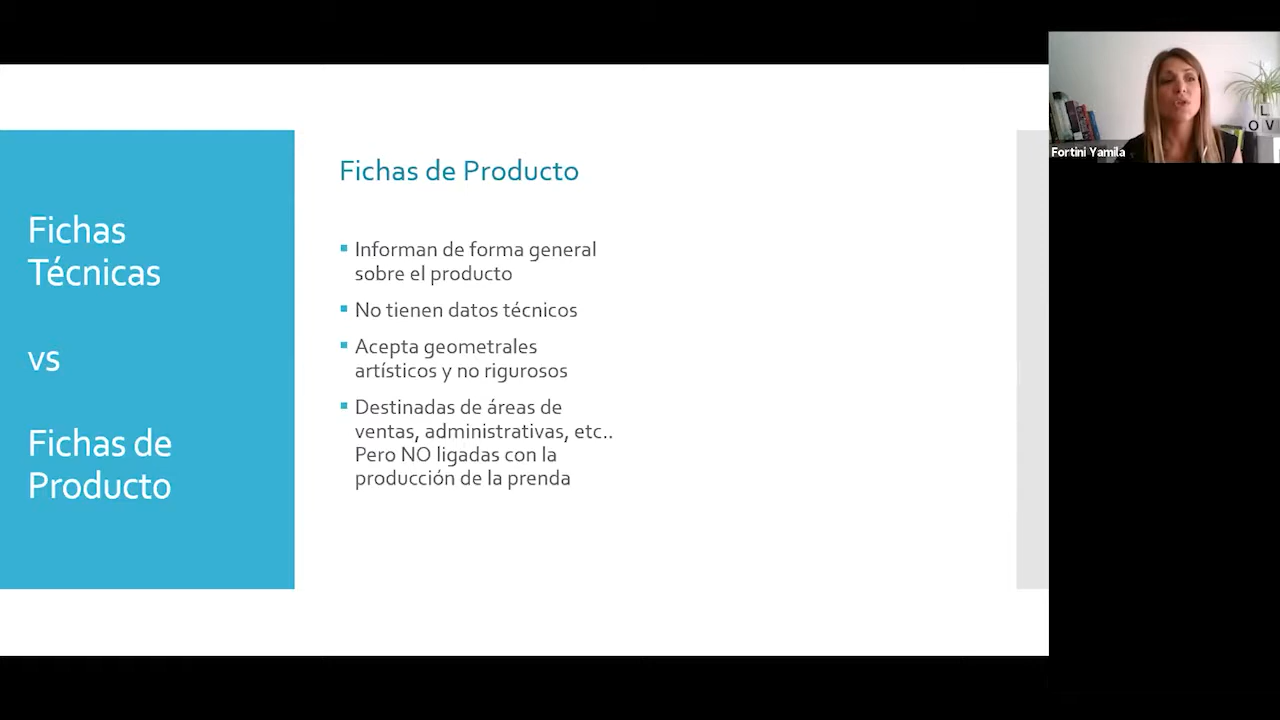 Fichas
Técnicas
vs
Fichas de
Producto
Fichas de Producto
Informan de forma general
sobre el producto
No tienen datos técnicos
Acepta geometrales
artísticos y no rigurosos
Destinadas de áreas de
ventas, administrativas, etc..
Pero NO ligadas con la
producción de la prenda
L
O V
Fortini Yamila